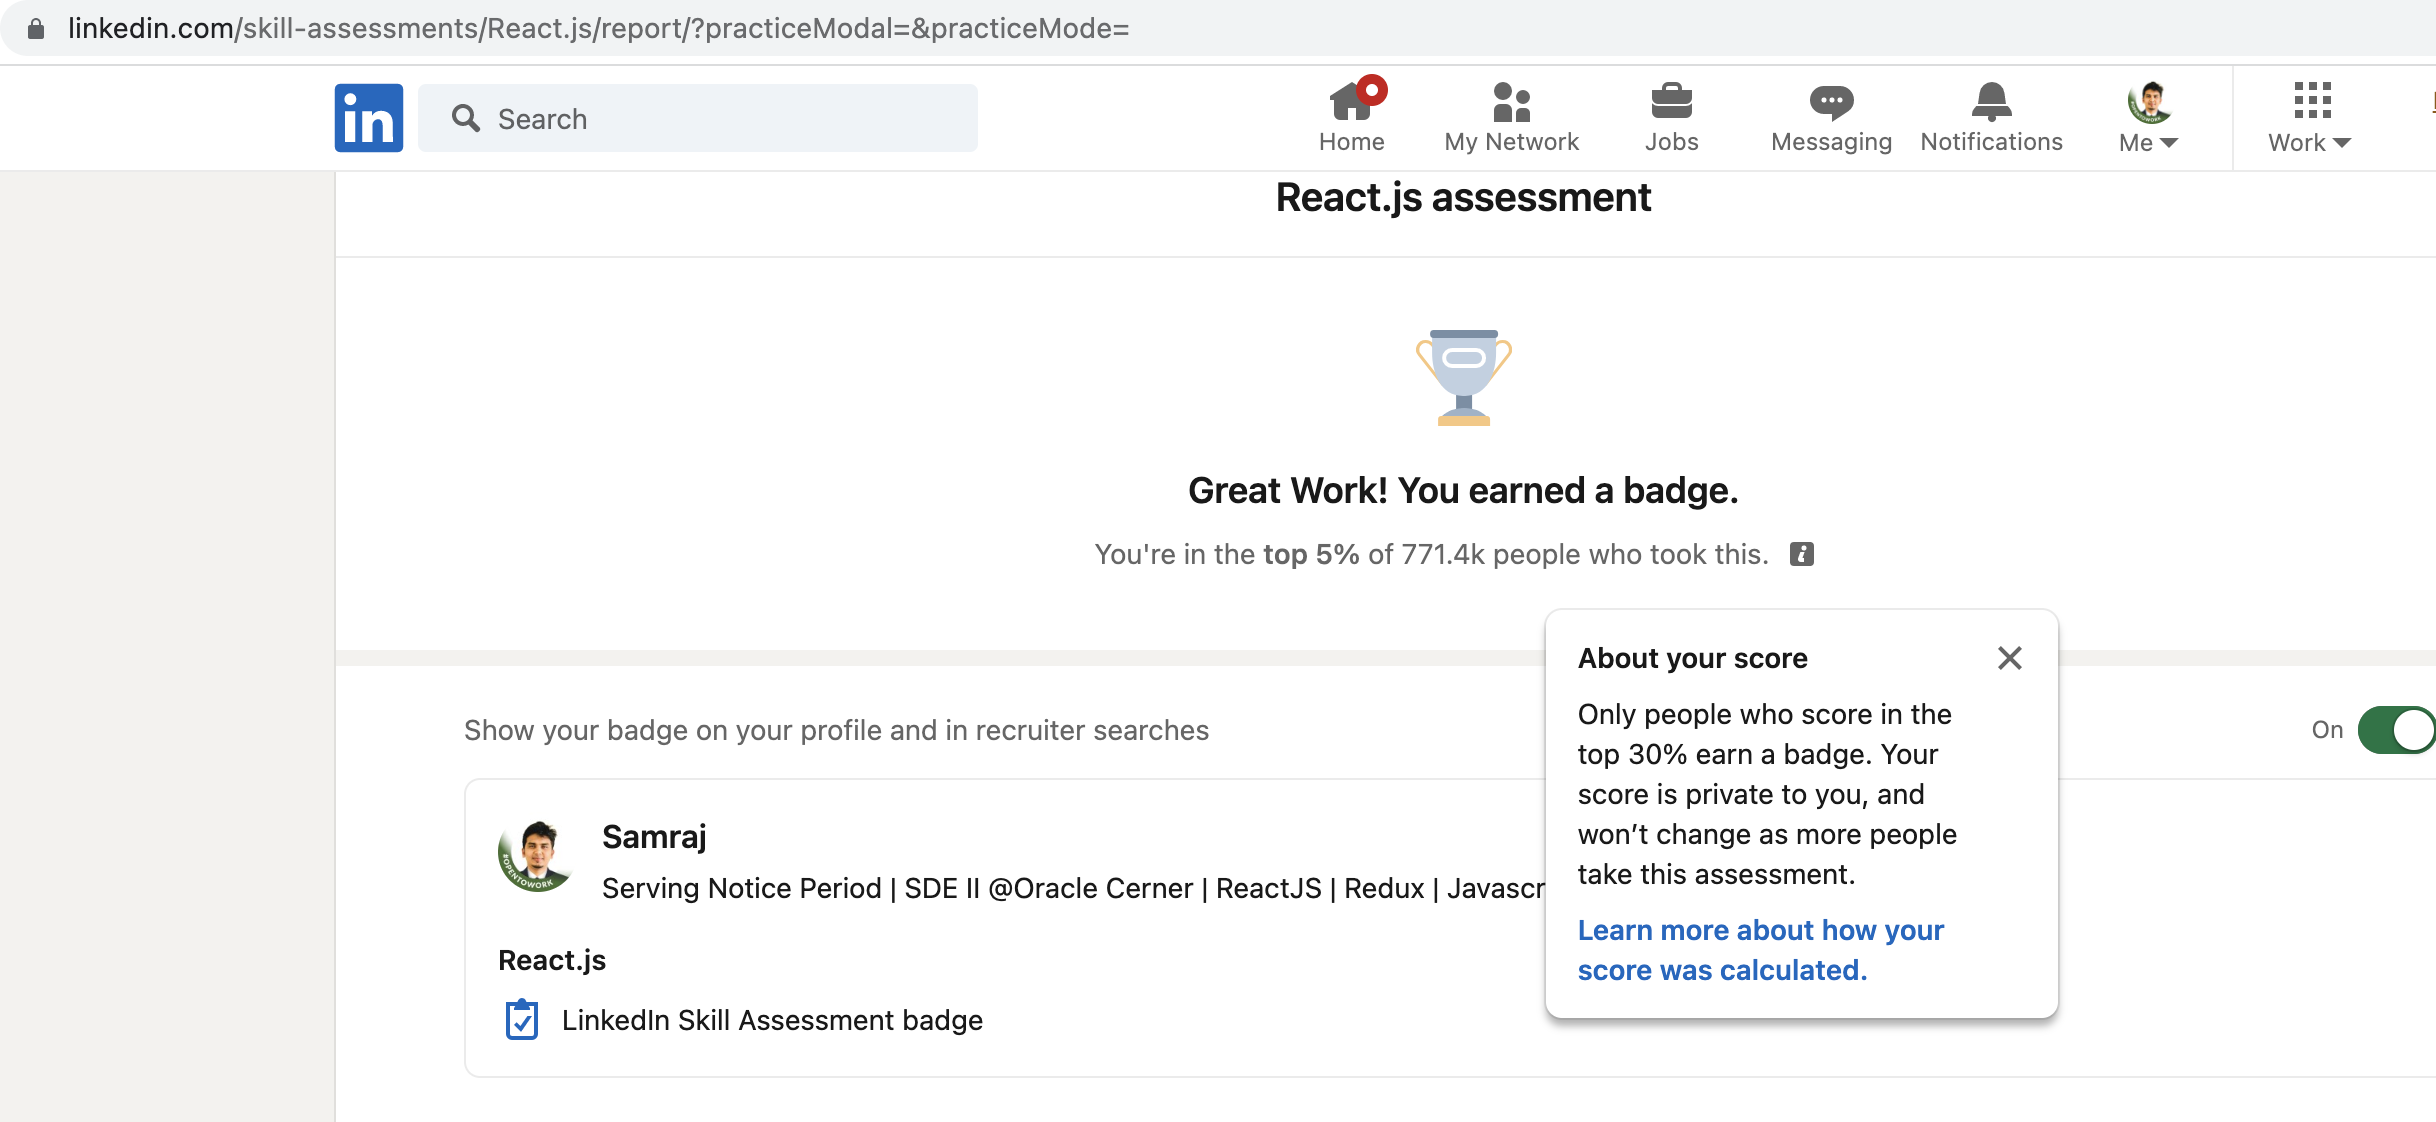 linkedin.com/skill-assessments/React.js/report/?practiceModal=&practiceMode=
in
Search
Home
My Network
Jobs
Messaging
Notifications
Me
Work
React.js assessment
Great Work! You earned a badge.
You're in the top 5% of 771.4k people who took this.
About your score
Only people who score in the
top 30% earn a badge. Your
score is private to you, and
won’t change as more people
take this assessment.
Learn more about how your
score was calculated.
Show your badge on your profile and in recruiter searches
On
Samraj
Serving Notice Period | SDE II @Oracle Cerner | ReactJS | Redux | Javascr
#OPENTOWORK
React.js
LinkedIn Skill Assessment badge